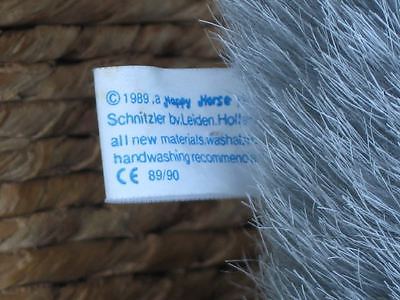 © 1989. a Happy Horse
Schnitzler bv. Leiden. Holl
all new materials. washab
handwashing recommend
CE 89/90